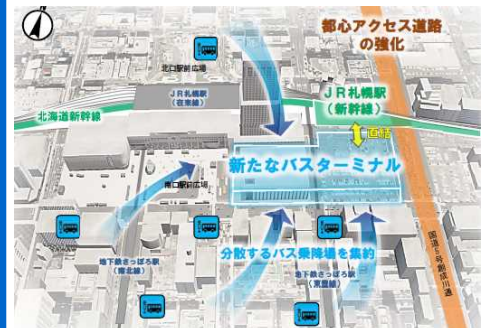 都心アクセス道路
の強化
北口駅前広場
JR札幌駅
(在来線)
JR札幌駅
(新幹線)
北海道新幹線
直結
新たなバスターミナル
南口駅前広場
分散するバス乗降場を集約
地下鉄さっぽろ駅
(南北線)
地下鉄さっぽろ駅
(東豊線)
国道5号創成川通